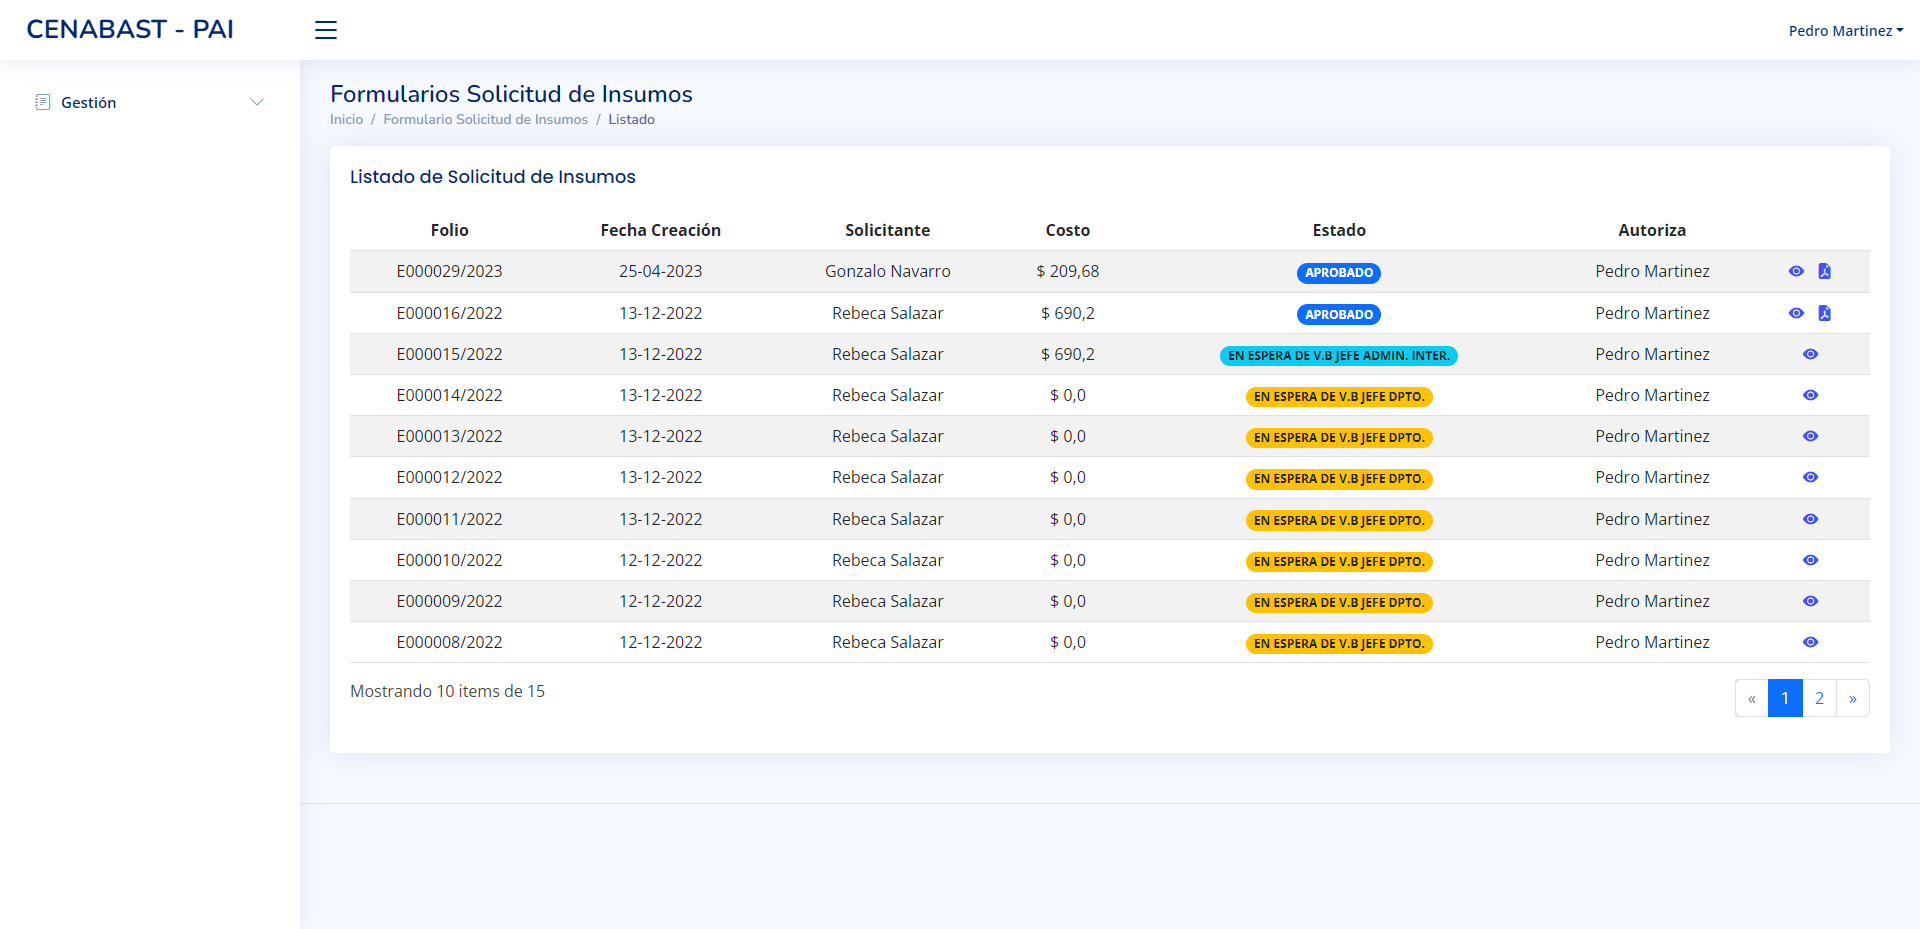 CENABAST - PAI
Pedro Martinez
Gestión
Formularios Solicitud de Insumos
Inicio / Formulario Solicitud de Insumos / Listado
Listado de Solicitud de Insumos
Folio Fecha Creación Solicitante Costo Estado Autoriza
E000029/2023 25-04-2023 Gonzalo Navarro $ 209,68 APROBADO Pedro Martinez
E000016/2022 13-12-2022 Rebeca Salazar $ 690,2 APROBADO Pedro Martinez
E000015/2022 13-12-2022 Rebeca Salazar $ 690,2 EN ESPERA DE V.B JEFE ADMIN. INTER. Pedro Martinez
E000014/2022 13-12-2022 Rebeca Salazar $ 0,0 EN ESPERA DE V.B JEFE DPTO. Pedro Martinez
E000013/2022 13-12-2022 Rebeca Salazar $ 0,0 EN ESPERA DE V.B JEFE DPTO. Pedro Martinez
E000012/2022 13-12-2022 Rebeca Salazar $ 0,0 EN ESPERA DE V.B JEFE DPTO. Pedro Martinez
E000011/2022 13-12-2022 Rebeca Salazar $ 0,0 EN ESPERA DE V.B JEFE DPTO. Pedro Martinez
E000010/2022 12-12-2022 Rebeca Salazar $ 0,0 EN ESPERA DE V.B JEFE DPTO. Pedro Martinez
E000009/2022 12-12-2022 Rebeca Salazar $ 0,0 EN ESPERA DE V.B JEFE DPTO. Pedro Martinez
E000008/2022 12-12-2022 Rebeca Salazar $ 0,0 EN ESPERA DE V.B JEFE DPTO. Pedro Martinez
Mostrando 10 items de 15
« 1 2 »